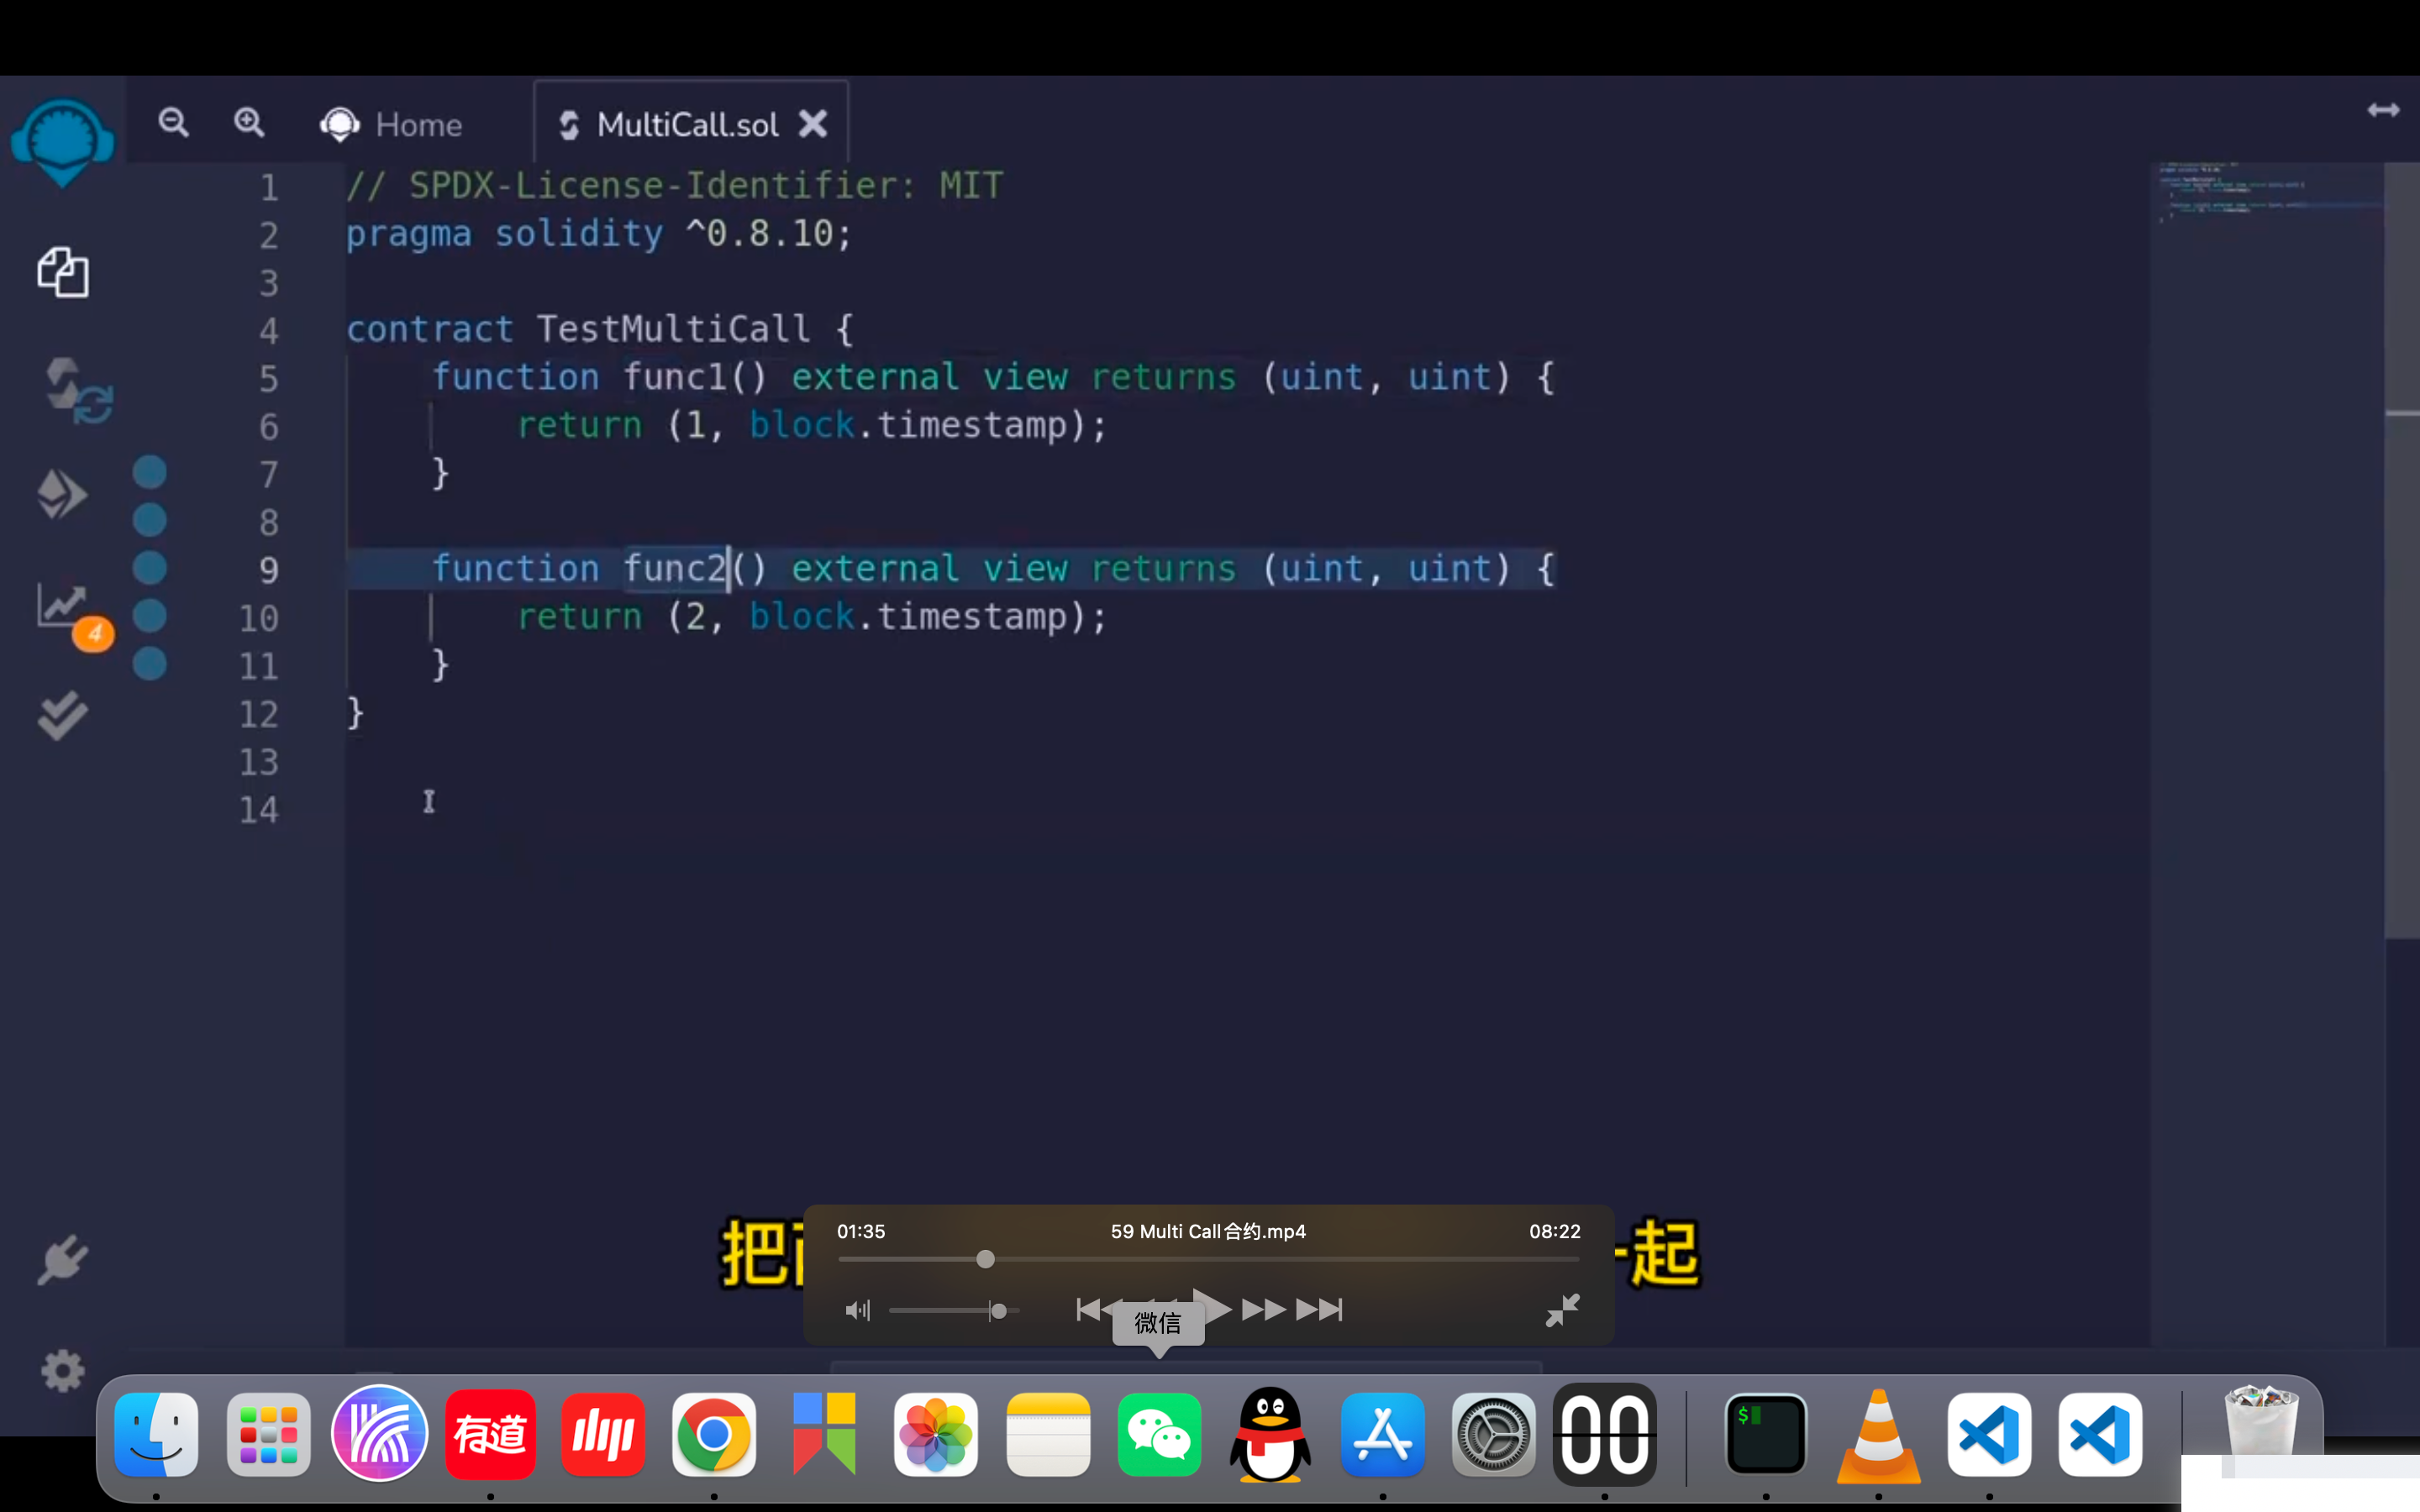 Home
MultiCall.sol
1 // SPDX-License-Identifier: MIT
2 pragma solidity ^0.8.10;
3
4 contract TestMultiCall {
5 function func1() external view returns (uint, uint) {
6 return (1, block.timestamp);
7 }
8
9 function func2() external view returns (uint, uint) {
10 return (2, block.timestamp);
11 }
12 }
13
14
4
把
起
01:35 59 Multi Call合约.mp4 08:22
微信
有道
$
00